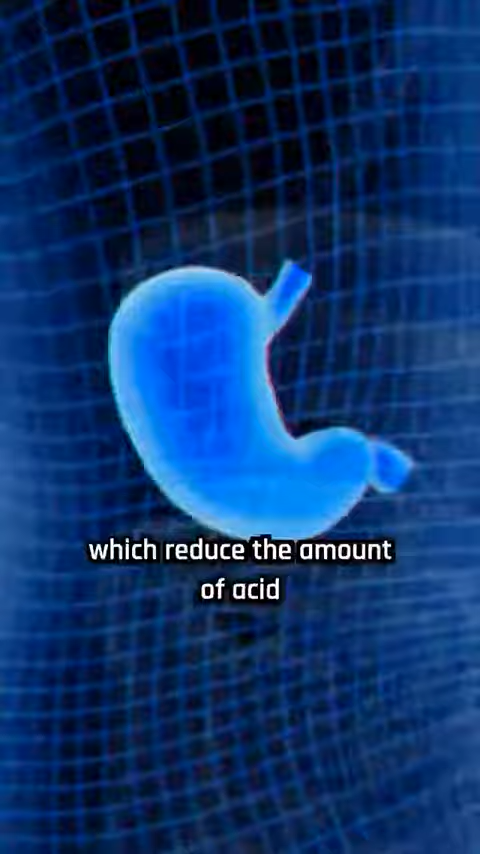 which reduce the amount
of acid